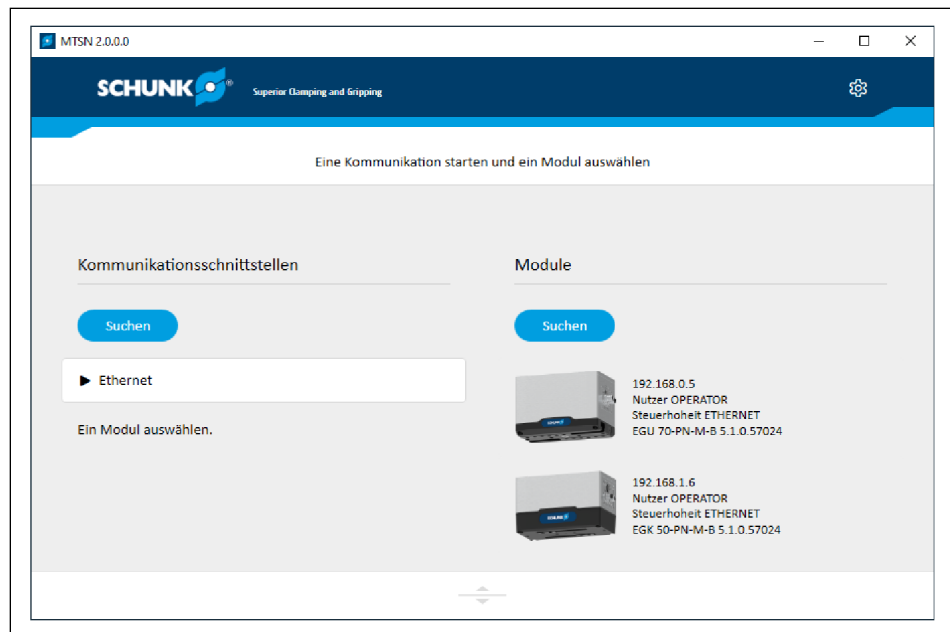 MTSN 2.0.0.0
SCHUNK
Superior Clamping and Gripping
Eine Kommunikation starten und ein Modul auswählen
Kommunikationsschnittstellen
Suchen
Ethernet
Ein Modul auswählen.
Module
Suchen
192.168.0.5
Nutzer OPERATOR
Steuerhoheit ETHERNET
EGU 70-PN-M-B 5.1.0.57024
192.168.1.6
Nutzer OPERATOR
Steuerhoheit ETHERNET
EGK 50-PN-M-B 5.1.0.57024